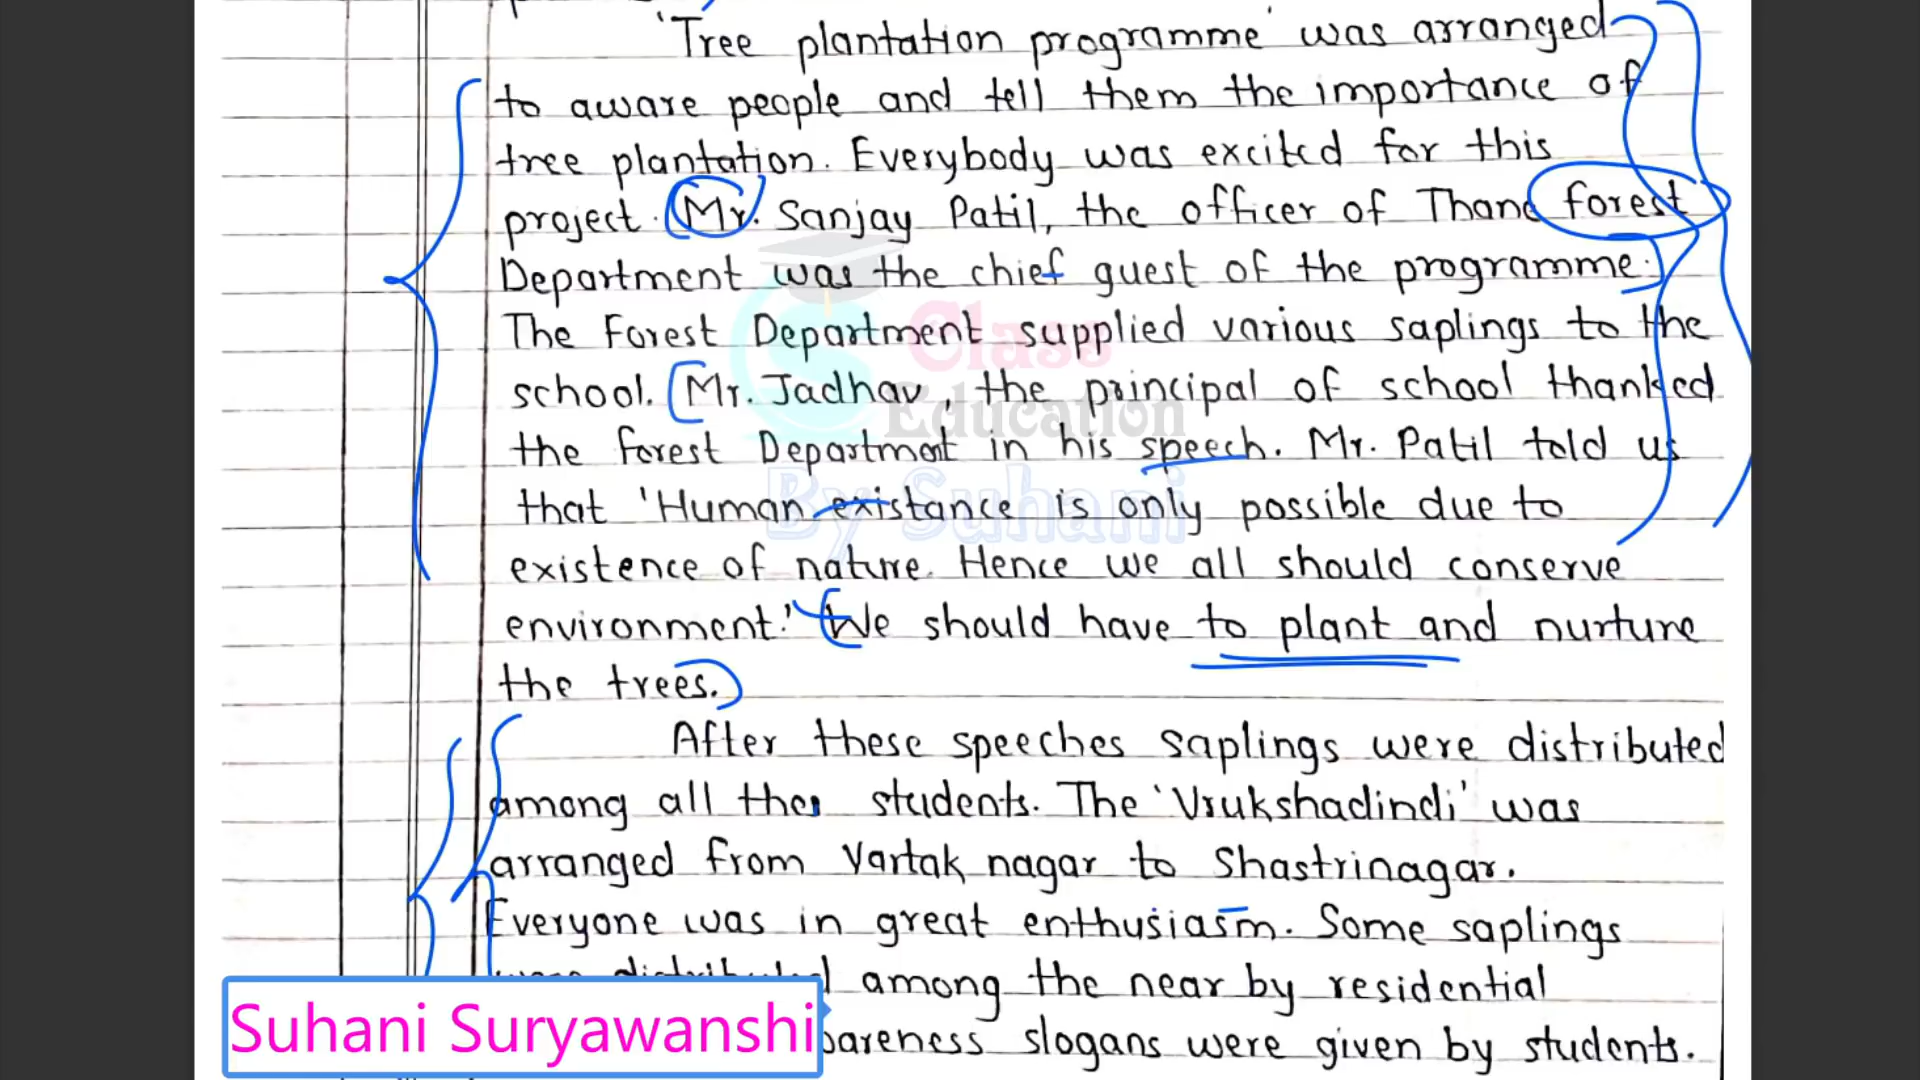 'Tree plantation programme' was arranged
to aware people and tell them the importance of
tree plantation. Everybody was excited for this
project. Mr. Sanjay Patil, the officer of Thane forest
Department was the chief guest of the programme.
The Forest Department supplied various saplings to the
school. Mr. Jadhav, the principal of school thanked
the forest Department in his speech. Mr. Patil told us
that 'Human existance is only possible due to
existence of nature. Hence we all should conserve
environment.' We should have to plant and nurture
the trees.
After these speeches saplings were distributed
among all the students. The 'Vrukshadindi' was
arranged from Vartak nagar to Shastrinagar.
Everyone was in great enthusiasm. Some saplings
among the near by residential
slogans were given by students.
Suhani Suryawanshi
Class
Education
By Suhani